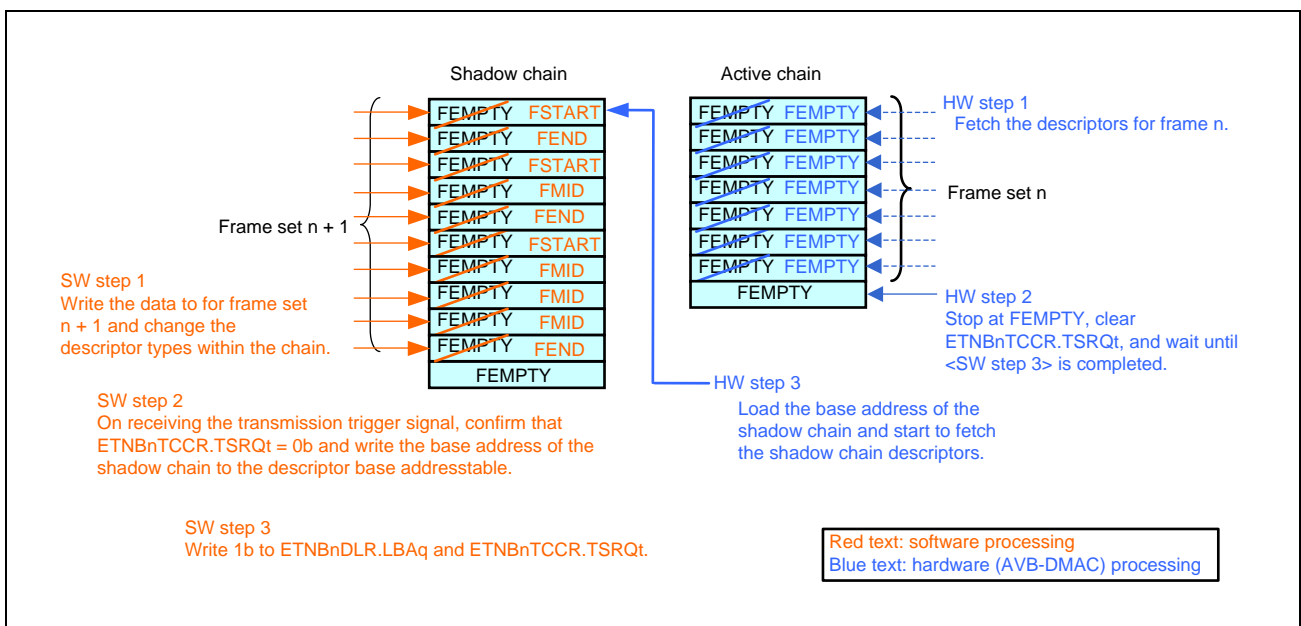 Shadow chain
Active chain
FEMPTY FSTART
FEMPTY FEND
FEMPTY FSTART
FEMPTY FMID
FEMPTY FEND
FEMPTY FSTART
FEMPTY FMID
FEMPTY FMID
FEMPTY FMID
FEMPTY FEND
FEMPTY
Frame set n + 1
FEMPTY FEMPTY
FEMPTY FEMPTY
FEMPTY FEMPTY
FEMPTY FEMPTY
FEMPTY FEMPTY
FEMPTY FEMPTY
FEMPTY FEMPTY
FEMPTY
HW step 1
Fetch the descriptors for frame n.
Frame set n
SW step 1
Write the data to for frame set
n + 1 and change the
descriptor types within the chain.
HW step 2
Stop at FEMPTY, clear
ETNBnTCCR.TSRQt, and wait until
<SW step 3> is completed.
SW step 2
On receiving the transmission trigger signal, confirm that
ETNBnTCCR.TSRQt = 0b and write the base address of the
shadow chain to the descriptor base addresstable.
HW step 3
Load the base address of the
shadow chain and start to fetch
the shadow chain descriptors.
SW step 3
Write 1b to ETNBnDLR.LBAq and ETNBnTCCR.TSRQt.
Red text: software processing
Blue text: hardware (AVB-DMAC) processing